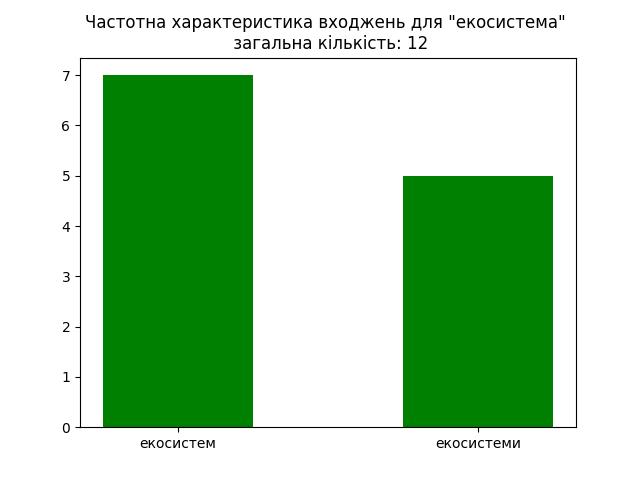 Частотна характеристика входжень для "екосистема"
загальна кількість: 12
7
6
5
4
3
2
1
0
екосистем
екосистеми